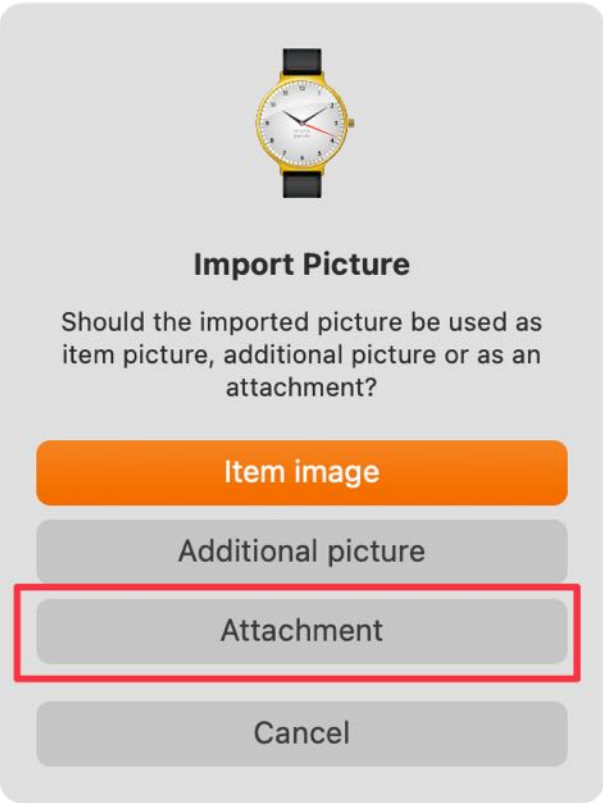 Import Picture
Should the imported picture be used as
item picture, additional picture or as an
attachment?
Item image
Additional picture
Attachment
Cancel